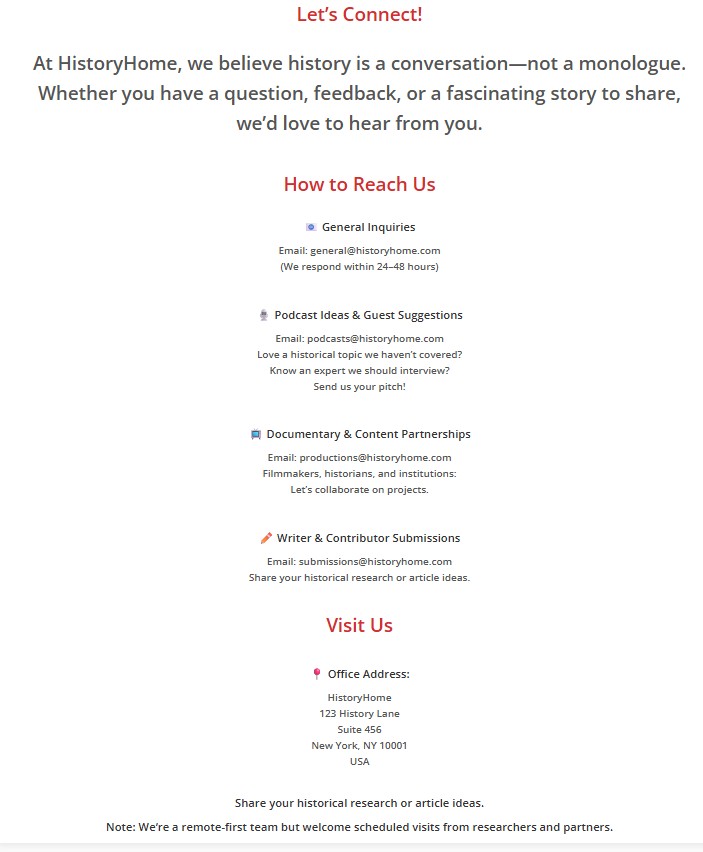 Let’s Connect!
At HistoryHome, we believe history is a conversation—not a monologue.
Whether you have a question, feedback, or a fascinating story to share,
we’d love to hear from you.
How to Reach Us
General Inquiries
Email: general@historyhome.com
(We respond within 24–48 hours)
Podcast Ideas & Guest Suggestions
Email: podcasts@historyhome.com
Love a historical topic we haven’t covered?
Know an expert we should interview?
Send us your pitch!
Documentary & Content Partnerships
Email: productions@historyhome.com
Filmmakers, historians, and institutions:
Let’s collaborate on projects.
Writer & Contributor Submissions
Email: submissions@historyhome.com
Share your historical research or article ideas.
Visit Us
Office Address:
HistoryHome
123 History Lane
Suite 456
New York, NY 10001
USA
Share your historical research or article ideas.
Note: We’re a remote-first team but welcome scheduled visits from researchers and partners.